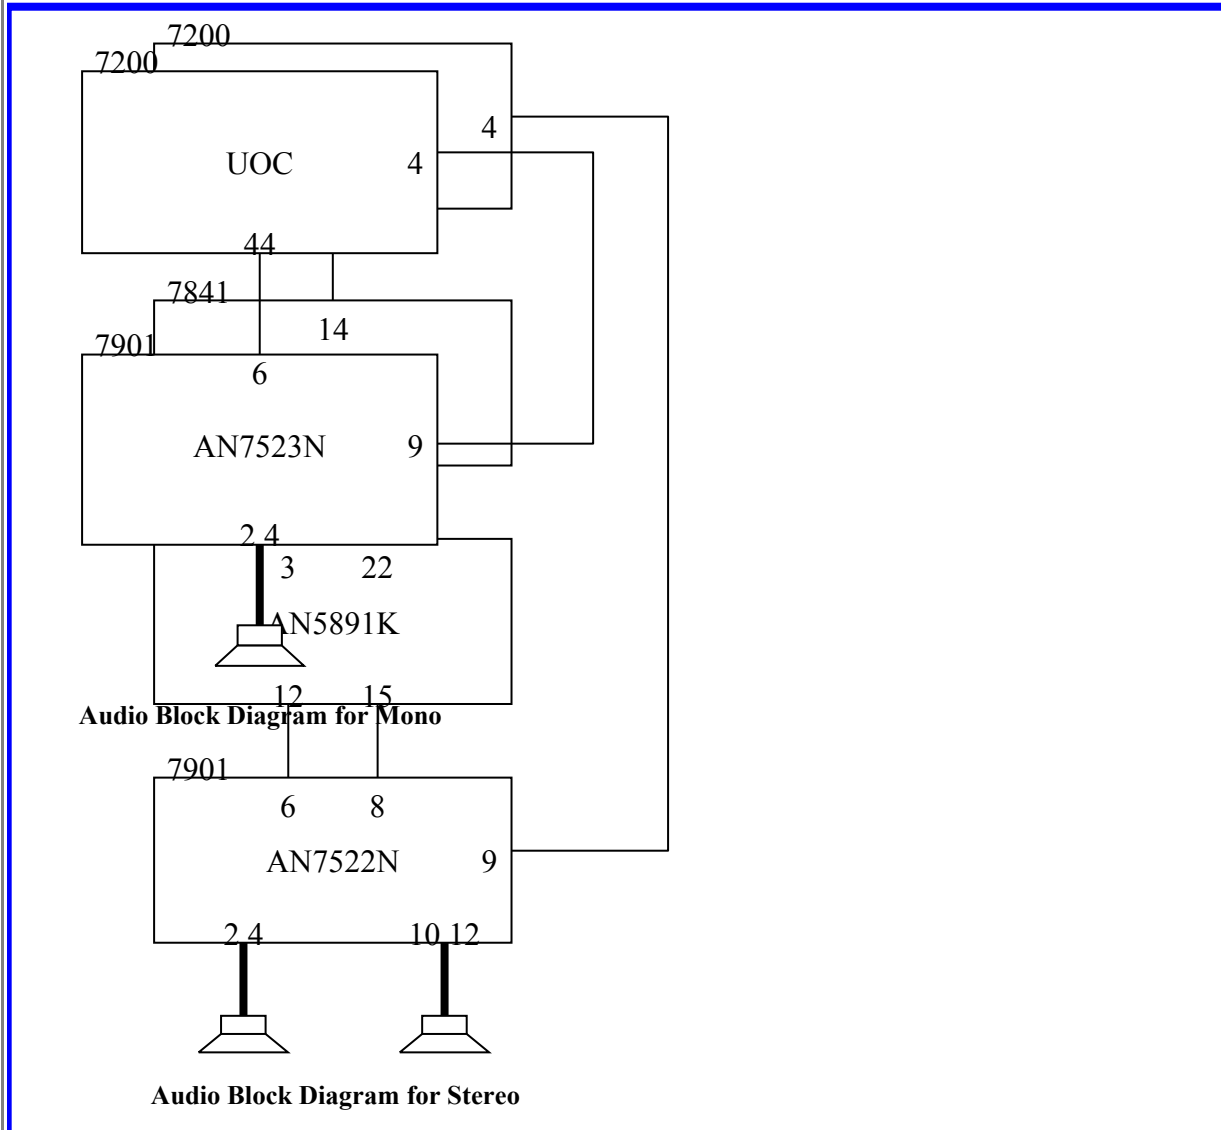 7200
7200
4
UOC 4
44
7841
14
7901
6
AN7523N 9
2 4
3 22
AN5891K
12 15
Audio Block Diagram for Mono
7901
6 8
AN7522N 9
2 4 10 12
Audio Block Diagram for Stereo